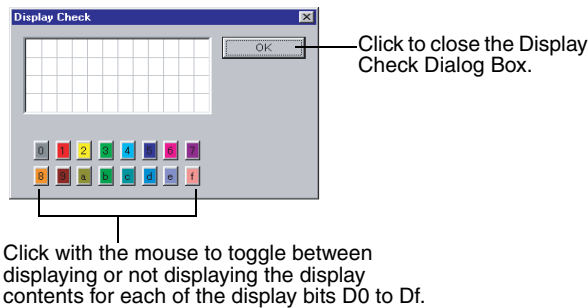 Display Check
OK
Click to close the Display
Check Dialog Box.
0 1 2 3 4 5 6 7
8 9 a b c d e f
Click with the mouse to toggle between
displaying or not displaying the display
contents for each of the display bits D0 to Df.